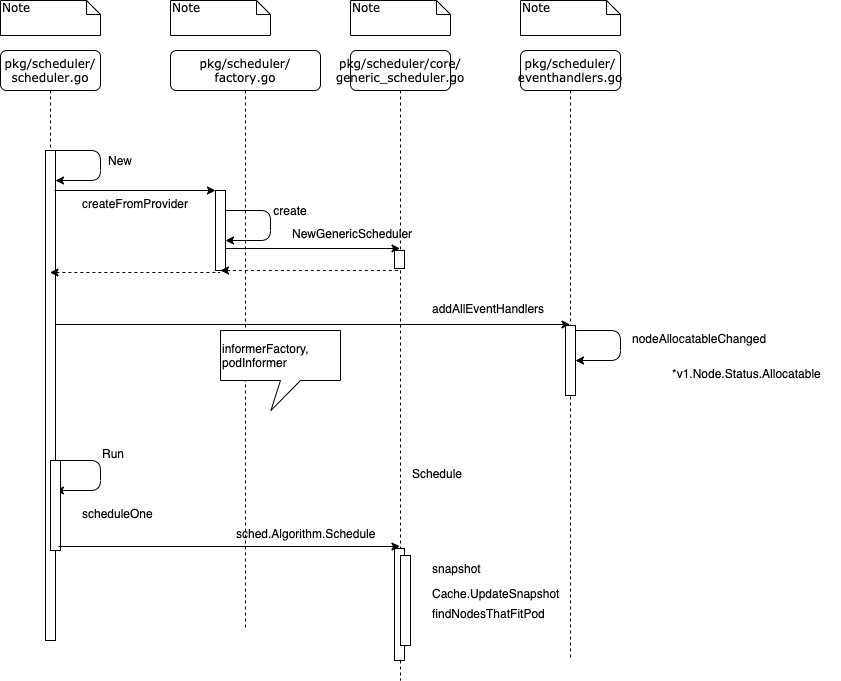 Note
Note
Note
Note
pkg/scheduler/
scheduler.go
pkg/scheduler/
factory.go
pkg/scheduler/core/
generic_scheduler.go
pkg/scheduler/
eventhandlers.go
New
createFromProvider
create
NewGenericScheduler
addAllEventHandlers
nodeAllocatableChanged
informerFactory,
podInformer
*v1.Node.Status.Allocatable
Run
Schedule
scheduleOne
sched.Algorithm.Schedule
snapshot
Cache.UpdateSnapshot
findNodesThatFitPod